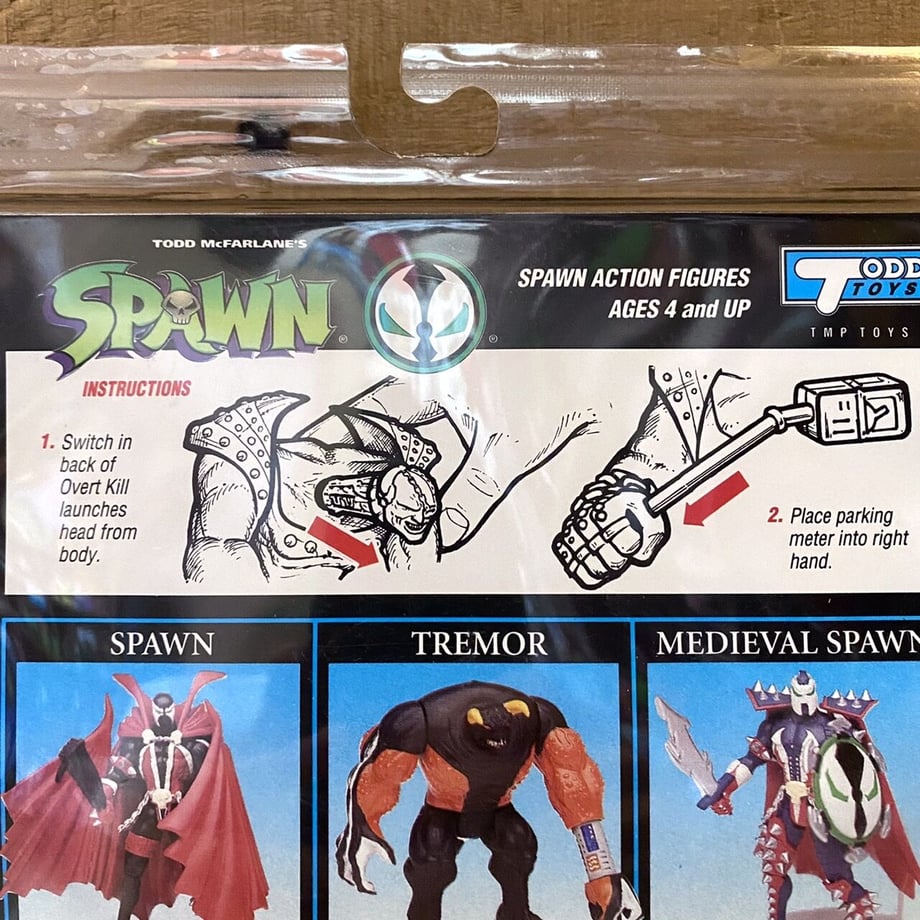 TODD McFARLANE'S
SPAWN
SPAWN ACTION FIGURES
AGES 4 and UP
TODD
TOYS
TMP TOYS
INSTRUCTIONS
1. Switch in
back of
Overt Kill
launches
head from
body.
2. Place parking
meter into right
hand.
SPAWN
TREMOR
MEDIEVAL SPAWN